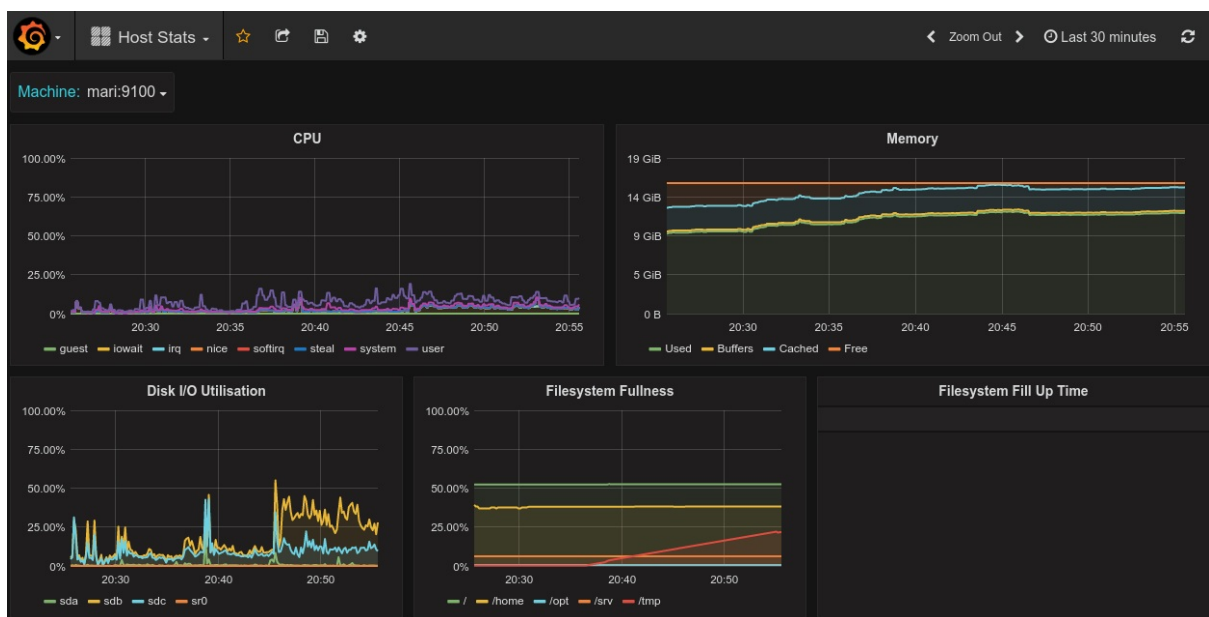 Host Stats
Zoom Out
Last 30 minutes
Machine: mari:9100
CPU
100.00%
75.00%
50.00%
25.00%
0%
20:30 20:35 20:40 20:45 20:50 20:55
guest iowait irq nice softirq steal system user
Memory
19 GiB
14 GiB
9 GiB
5 GiB
0 B
20:30 20:35 20:40 20:45 20:50 20:55
Used Buffers Cached Free
Disk I/O Utilisation
100.00%
75.00%
50.00%
25.00%
0%
20:30 20:40 20:50
sda sdb sdc sr0
Filesystem Fullness
100.00%
75.00%
50.00%
25.00%
0%
20:30 20:40 20:50
/ /home /opt /srv /tmp
Filesystem Fill Up Time